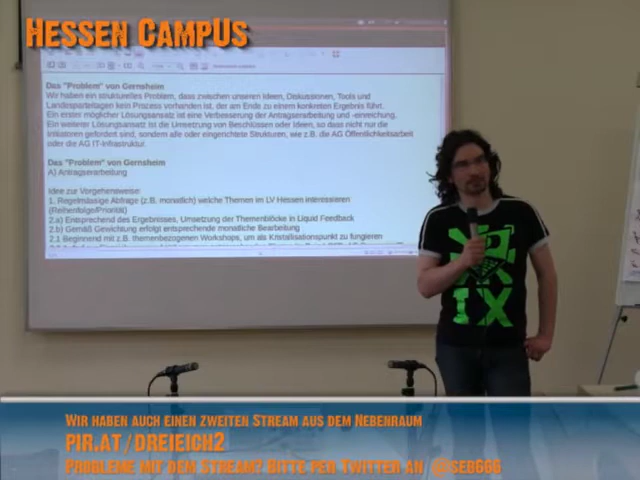 HESSEN CAMPUS
Das "Problem" von Gernsheim
Wir haben ein strukturelles Problem, dass zwischen unseren Ideen, Diskussionen, Tools und
Landesparteitagen kein Process vorhanden ist, der am Ende zu einem konkreten Ergebnis führt.
Ein erster möglicher Lösungsansatz ist eine Verbesserung der Antragserarbeitung und -einreichung.
Ein weiterer Lösungsansatz ist die Umsetzung von Beschlüssen oder Ideen, so dass nicht nur die
Initiatoren gefordert sind, sondern alle oder eingerichtete Strukturen, wie z.B. die AG Öffentlichkeitsarbeit
oder die AG IT-Infrastruktur.
Das "Problem" von Gernsheim
A) Antragserarbeitung
Idee zur Vorgehensweise:
1. Regelmässige Abfrage (z.B. monatlich) welche Themen im LV Hessen interessieren
(Reihenfolge/Priorität)
2.a) Entsprechend des Ergebnisses, Umsetzung der Themenblöcke in Liquid Feedback
2.b) Gemäß Gewichtung erfolgt entsprechende monatliche Bearbeitung
2.1 Beginnend mit z.B. themenbezogenen Workshops, um als Kristallisationspunkt zu fungieren
IX
WIR HABEN AUCH EINEN ZWEITEN STREAM AUS DEM NEBENRAUM
PIR.AT/DREIEICH2
PROBLEME MIT DEM STREAM? BITTE PER TWITTER AN @SEB666